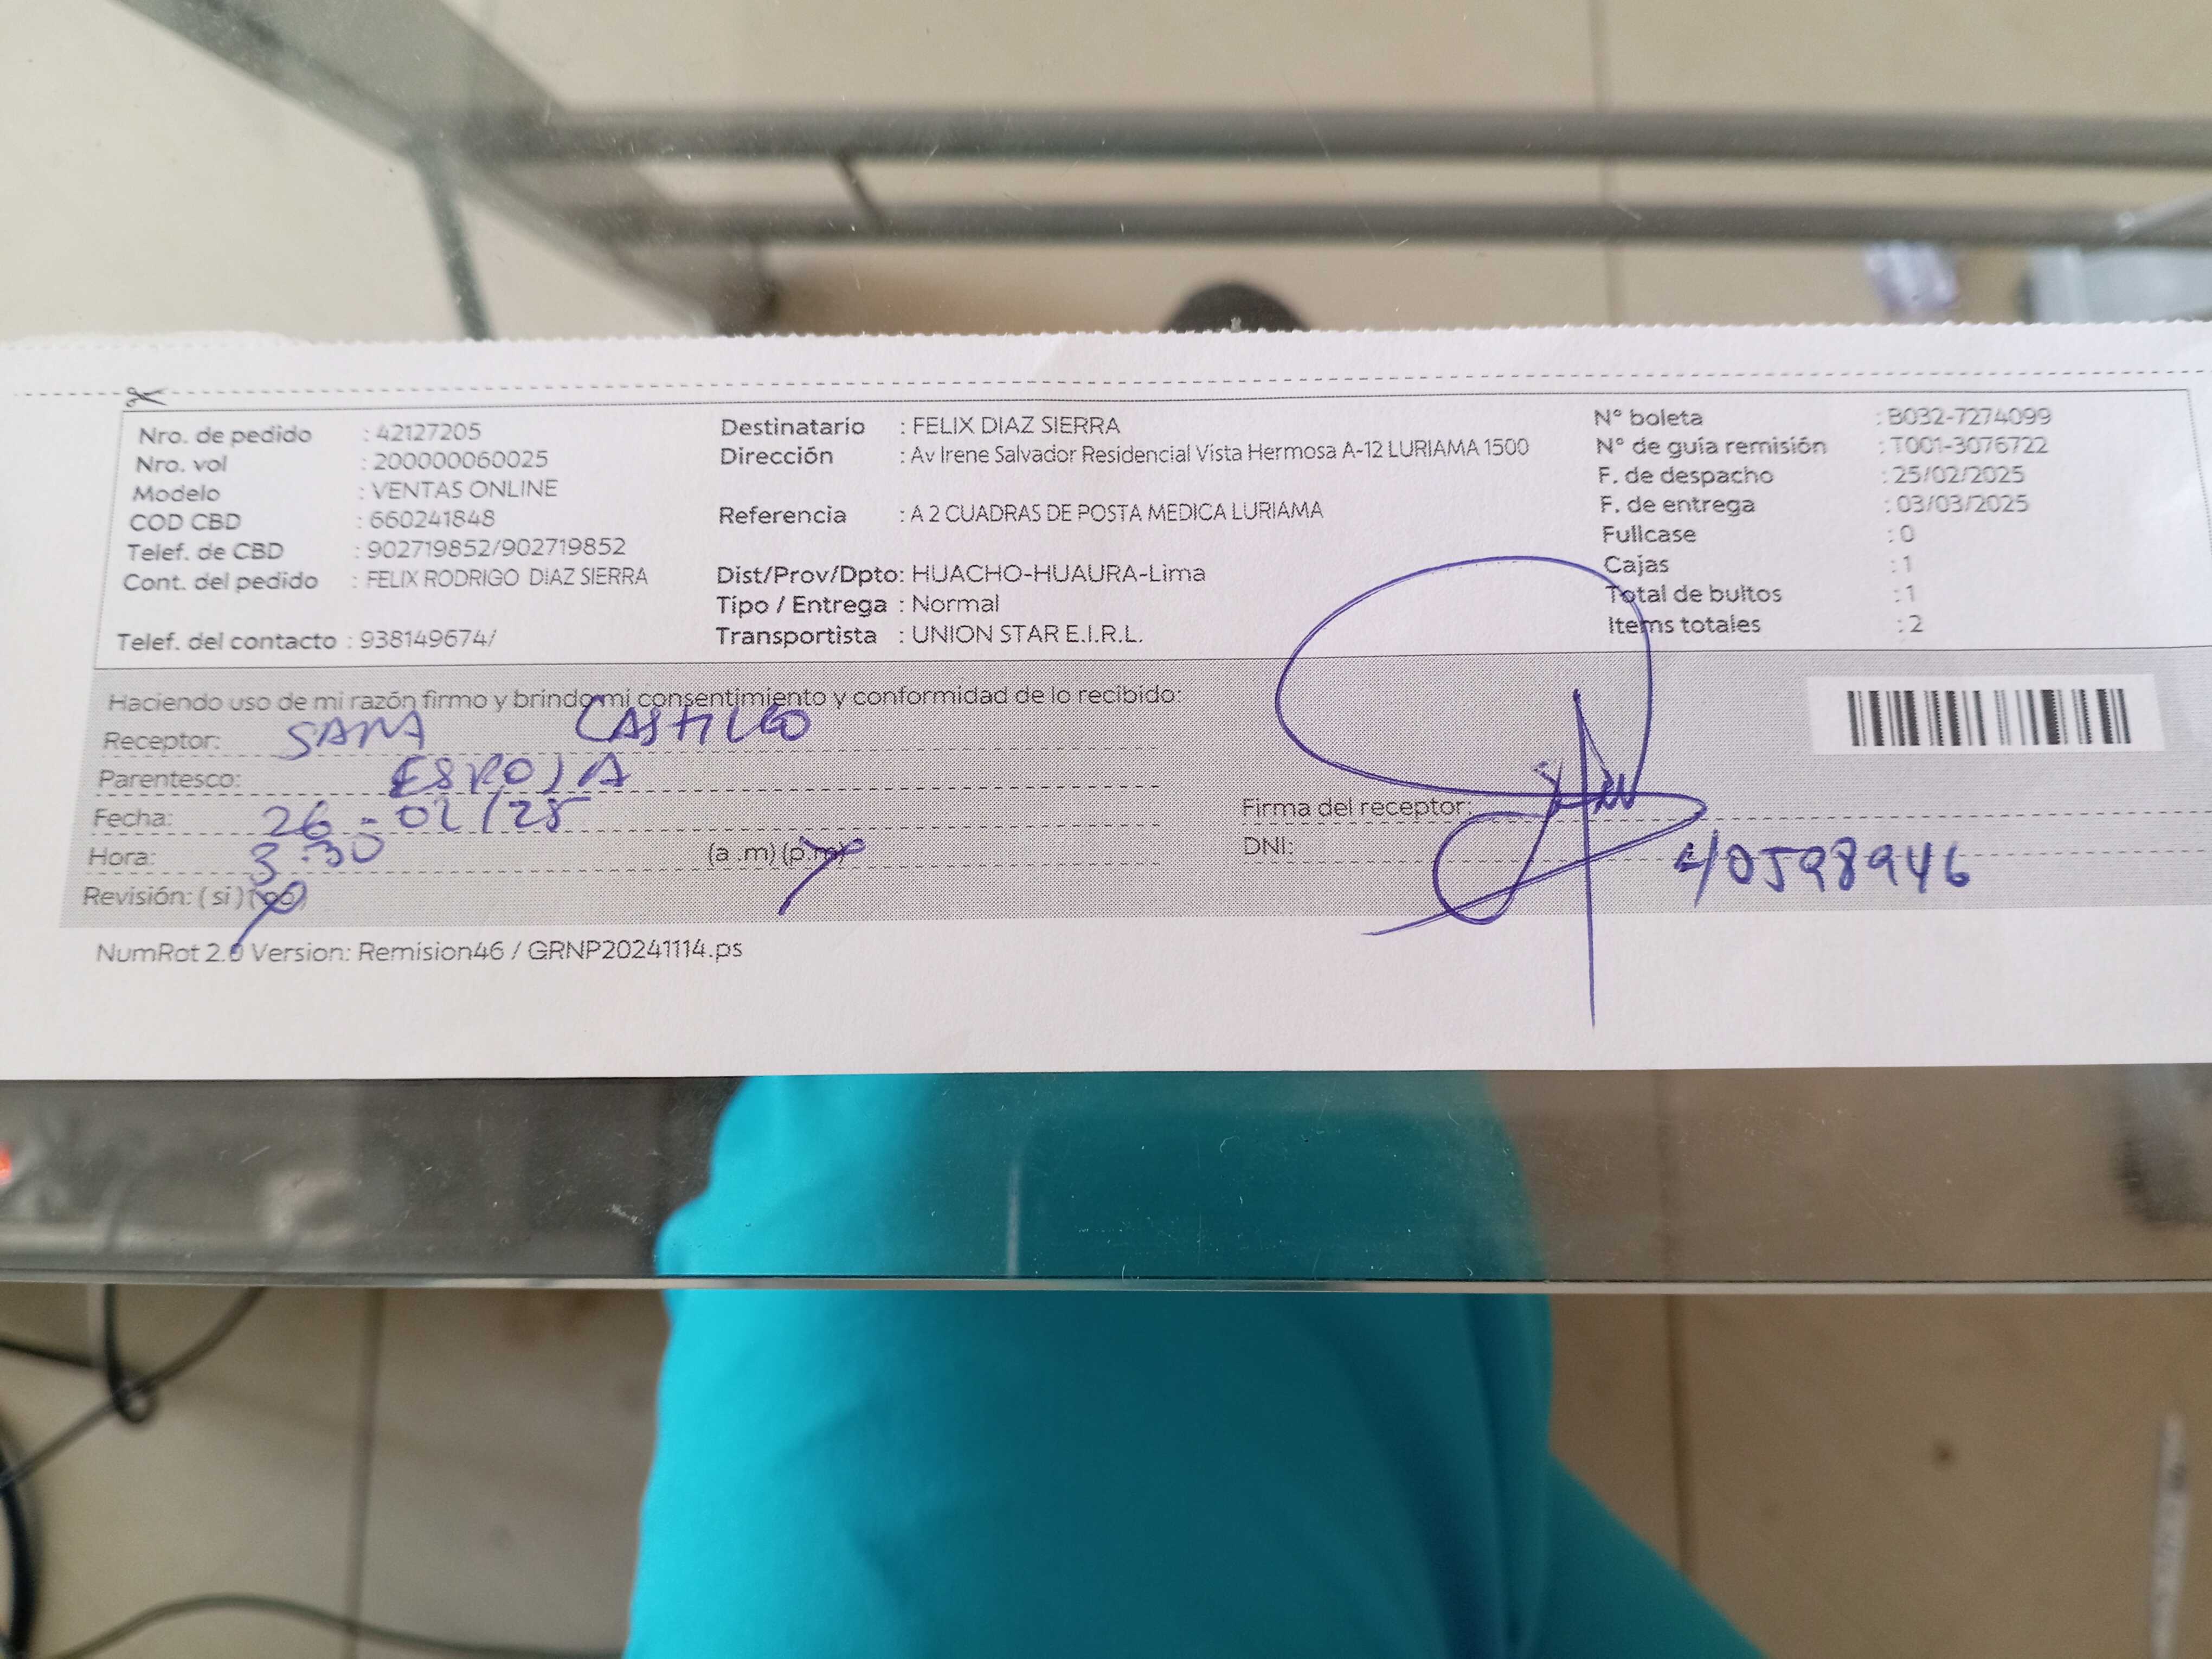 Nro. de pedido : 42127205
Nro. vol : 200000060025
Modelo : VENTAS ONLINE
COD CBD : 660241848
Telef. de CBD : 902719852/902719852
Cont. del pedido : FELIX RODRIGO DIAZ SIERRA
Telef. del contacto : 938149674/
Destinatario : FELIX DIAZ SIERRA
Dirección : Av Irene Salvador Residencial Vista Hermosa A-12 LURIAMA 1500
Referencia : A 2 CUADRAS DE POSTA MEDICA LURIAMA
Dist/Prov/Dpto: HUACHO-HUAURA-Lima
Tipo / Entrega : Normal
Transportista : UNION STAR E.I.R.L.
N° boleta : B032-7274099
N° de guía remisión : T001-3076722
F. de despacho : 25/02/2025
F. de entrega : 03/03/2025
Fullcase : 0
Cajas : 1
Total de bultos : 1
Items totales : 2
Haciendo uso de mi razón firmo y brindo mi consentimiento y conformidad de lo recibido:
Receptor: SARA CASTILLO
Parentesco: ESPOSA
Fecha: 26-02/25
Hora: 3:30 (a .m) (p.m)
Revisión: ( si ) ( no )
Firma del receptor:
DNI: 40598946
NumRot 2.0 Version: Remision46 / GRNP20241114.ps